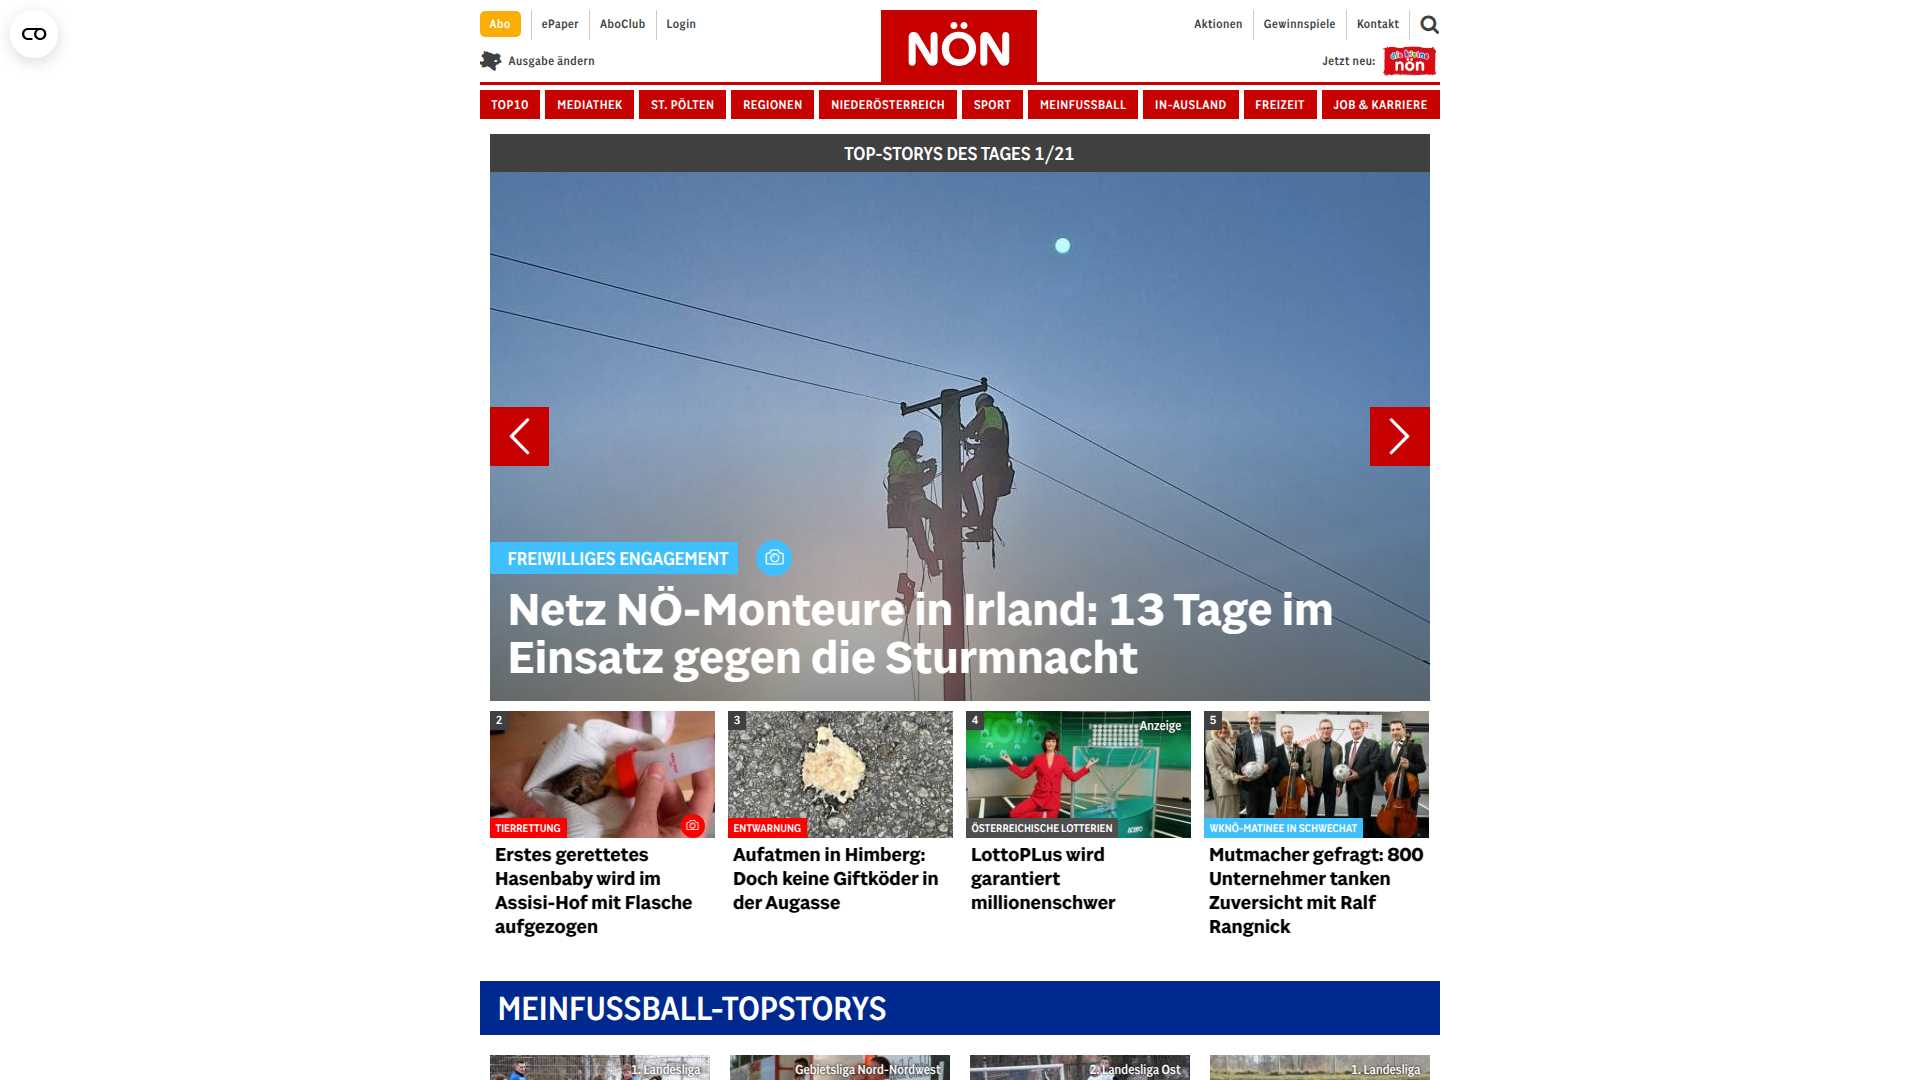 Abo
ePaper
AboClub
Login
NÖN
Aktionen
Gewinnspiele
Kontakt
Ausgabe ändern
Jetzt neu:
die kleine
nön
TOP10
MEDIATHEK
ST. PÖLTEN
REGIONEN
NIEDERÖSTERREICH
SPORT
MEINFUSSBALL
IN-AUSLAND
FREIZEIT
JOB & KARRIERE
TOP-STORYS DES TAGES 1/21
FREIWILLIGES ENGAGEMENT
Netz NÖ-Monteure in Irland: 13 Tage im
Einsatz gegen die Sturmnacht
2
TIERRETTUNG
Erstes gerettetes
Hasenbaby wird im
Assisi-Hof mit Flasche
aufgezogen
3
ENTWARNUNG
Aufatmen in Himberg:
Doch keine Giftköder in
der Augasse
4
Anzeige
ÖSTERREICHISCHE LOTTERIEN
LottoPLus wird
garantiert
millionenschwer
5
WKNÖ-MATINEE IN SCHWECHAT
Mutmacher gefragt: 800
Unternehmer tanken
Zuversicht mit Ralf
Rangnick
MEINFUSSBALL-TOPSTORYS
1. Landesliga
Gebietsliga Nord-Nordwest
2. Landesliga Ost
1. Landesliga